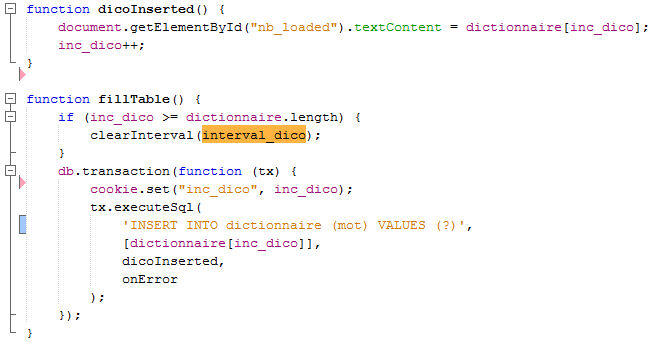 function dicoInserted() {
    document.getElementById("nb_loaded").textContent = dictionnaire[inc_dico];
    inc_dico++;
}
function fillTable() {
    if (inc_dico >= dictionnaire.length) {
        clearInterval(interval_dico);
    }
    db.transaction(function (tx) {
        cookie.set("inc_dico", inc_dico);
        tx.executeSql(
            'INSERT INTO dictionnaire (mot) VALUES (?)',
            [dictionnaire[inc_dico]],
            dicoInserted,
            onError
        );
    });
}